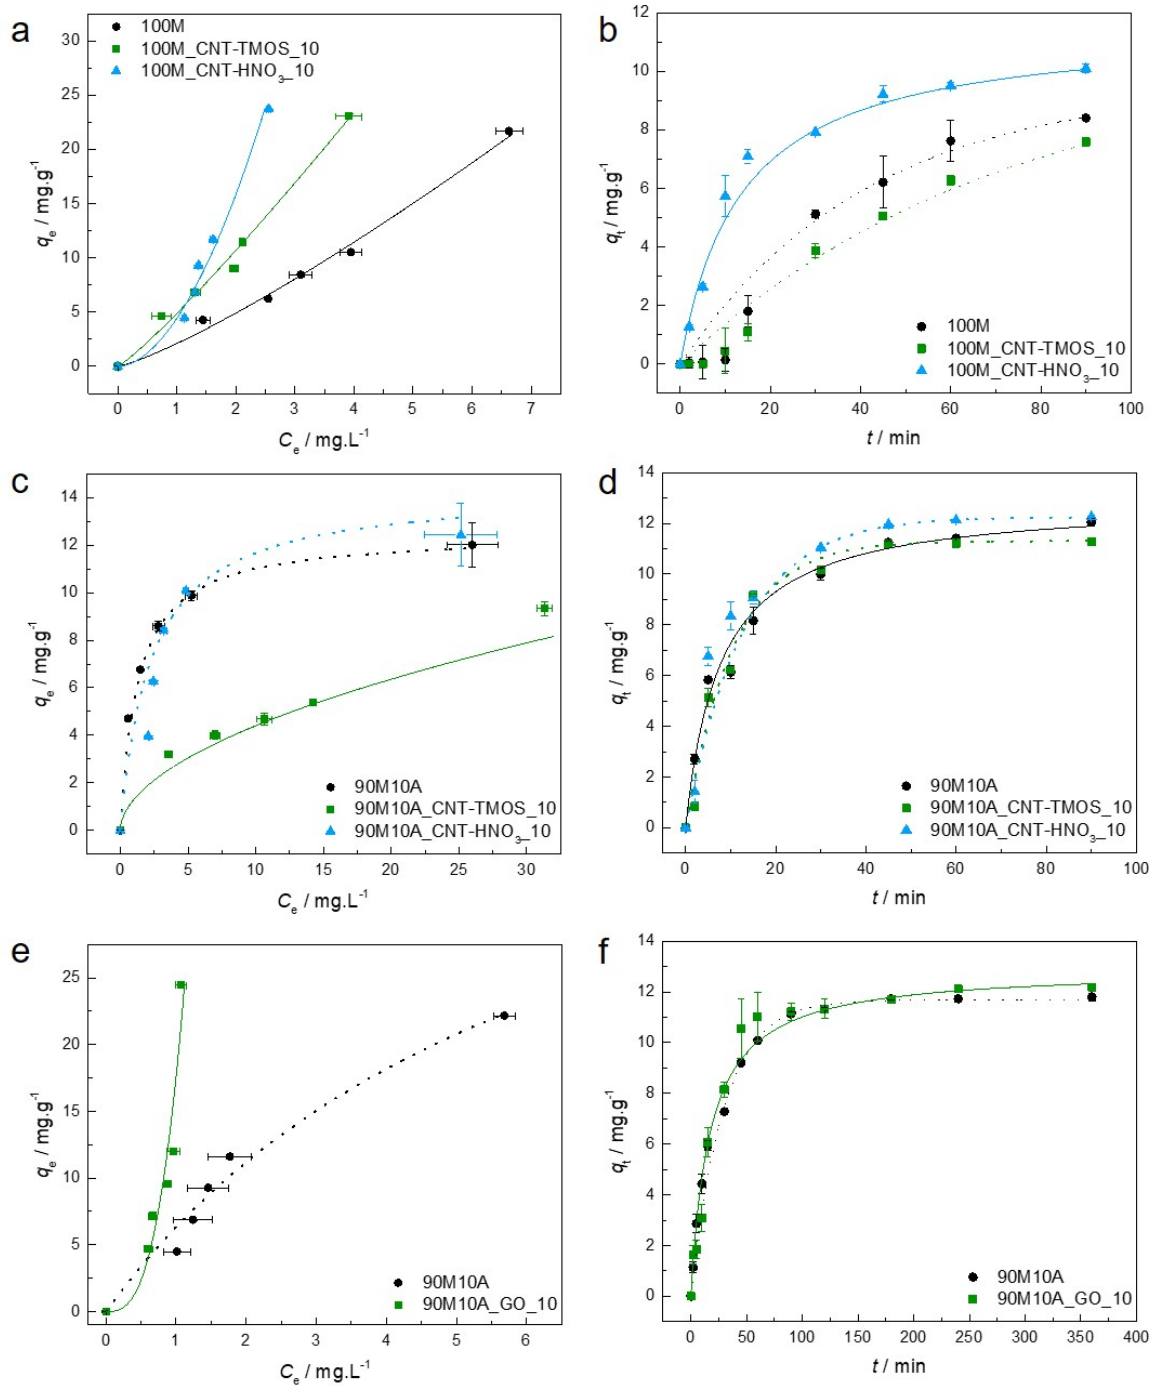 a
100M
100M_CNT-TMOS_10
100M_CNT-HNO3_10
30
25
20
15
10
5
0
qe / mg.g-1
0 1 2 3 4 5 6 7
Ce / mg.L-1
b
12
10
8
6
4
2
0
qt / mg.g-1
100M
100M_CNT-TMOS_10
100M_CNT-HNO3_10
0 20 40 60 80 100
t / min
c
14
12
10
8
6
4
2
0
qe / mg.g-1
90M10A
90M10A_CNT-TMOS_10
90M10A_CNT-HNO3_10
0 5 10 15 20 25 30
Ce / mg.L-1
d
14
12
10
8
6
4
2
0
qt / mg.g-1
90M10A
90M10A_CNT-TMOS_10
90M10A_CNT-HNO3_10
0 20 40 60 80 100
t / min
e
25
20
15
10
5
0
qe / mg.g-1
90M10A
90M10A_GO_10
0 1 2 3 4 5 6
Ce / mg.L-1
f
14
12
10
8
6
4
2
0
qt / mg.g-1
90M10A
90M10A_GO_10
0 50 100 150 200 250 300 350 400
t / min